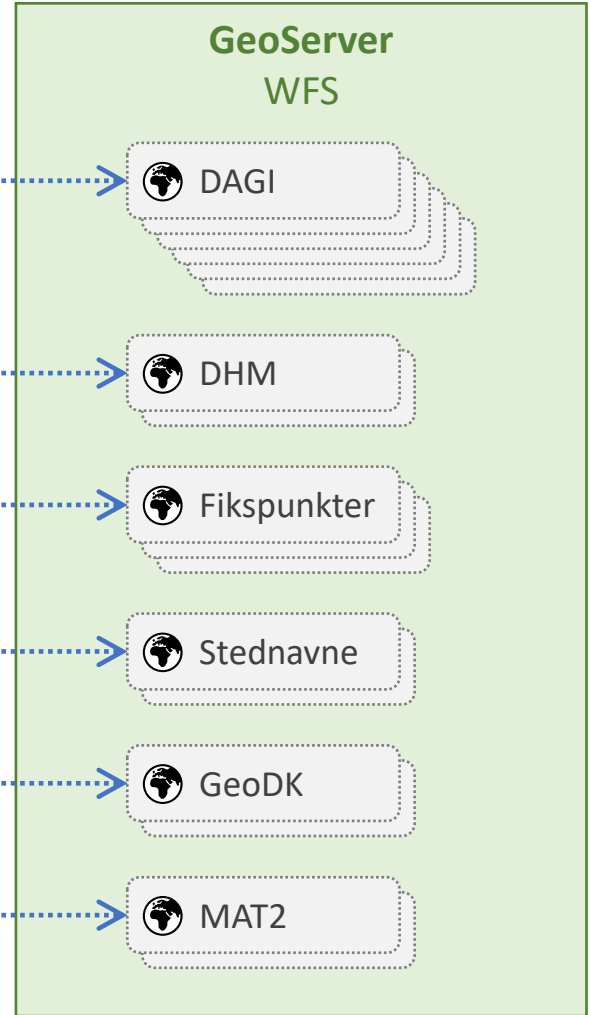 GeoServer
WFS
DAGI
DHM
Fikspunkter
Stednavne
GeoDK
MAT2